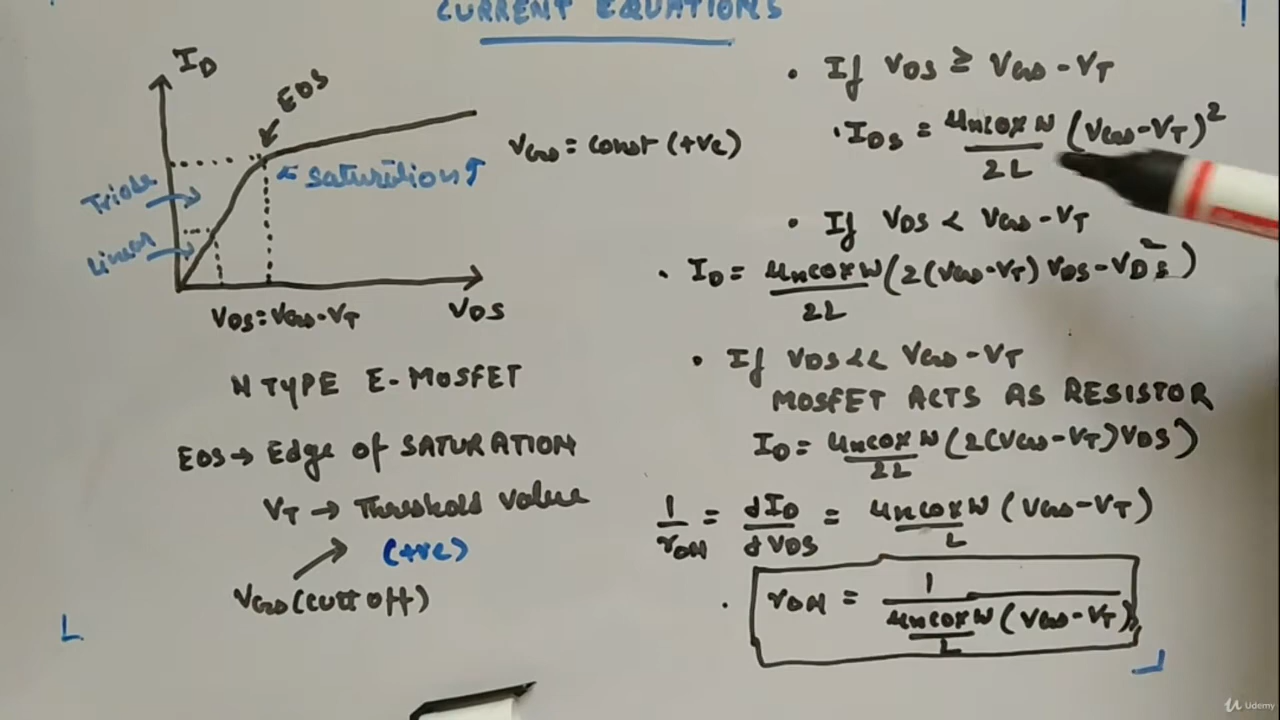 CURRENT EQUATIONS
ID
EOS
VGS = const (+ve)
← saturation↑
Triode
Linear
VDS = VGS - VT
VDS
N TYPE E-MOSFET
EOS → Edge of SATURATION
VT → Threshold value
(+ve)
VGS (cutt off)
• If VDS ≥ VGS - VT
• IDS = μnCoxW/2L (VGS - VT)²
• If VDS < VGS - VT
• ID = μnCoxW/2L (2(VGS - VT) VDS - VDS²)
• If VDS << VGS - VT
MOSFET ACTS AS RESISTOR
ID = μnCoxW/2L (2(VGS - VT)VDS)
1/rON = dID/dVDS = μnCoxW/L (VGS - VT)
• rON = 1/μnCoxW/L (VGS - VT)
Udemy